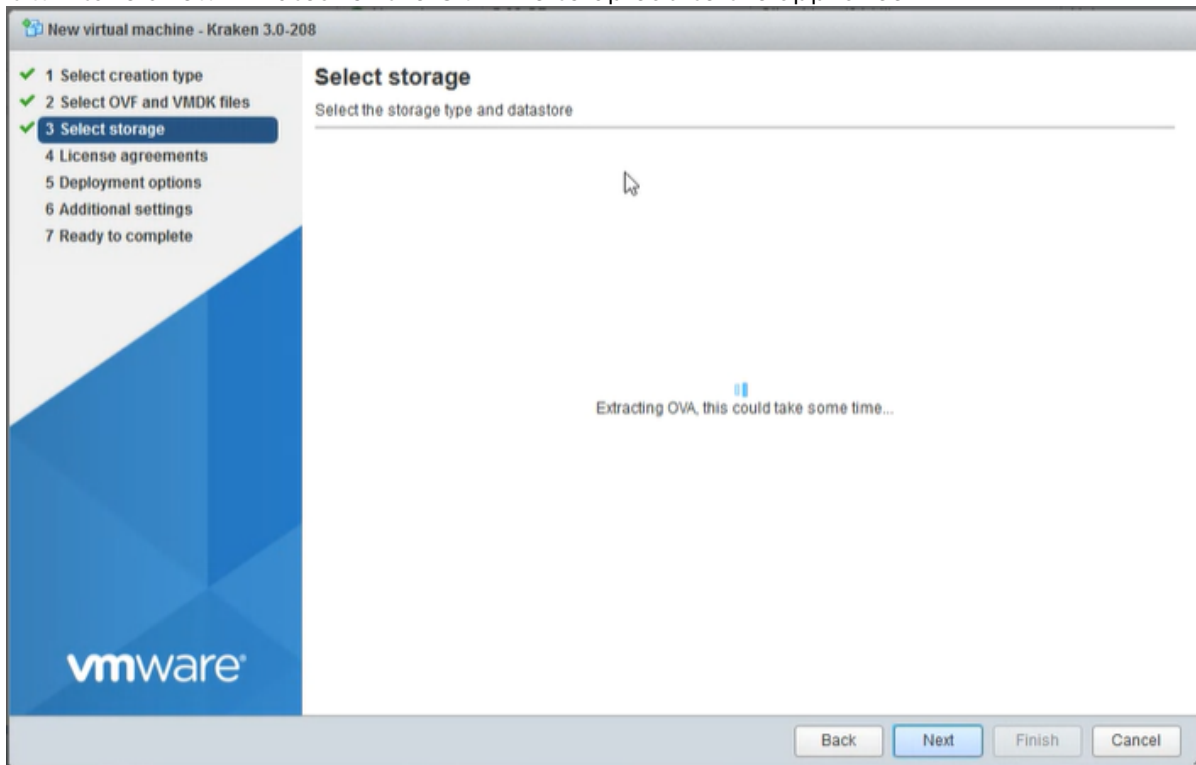 New virtual machine - Kraken 3.0-208
1 Select creation type
2 Select OVF and VMDK files
3 Select storage
4 License agreements
5 Deployment options
6 Additional settings
7 Ready to complete
Select storage
Select the storage type and datastore
Extracting OVA, this could take some time...
vmware
Back
Next
Finish
Cancel